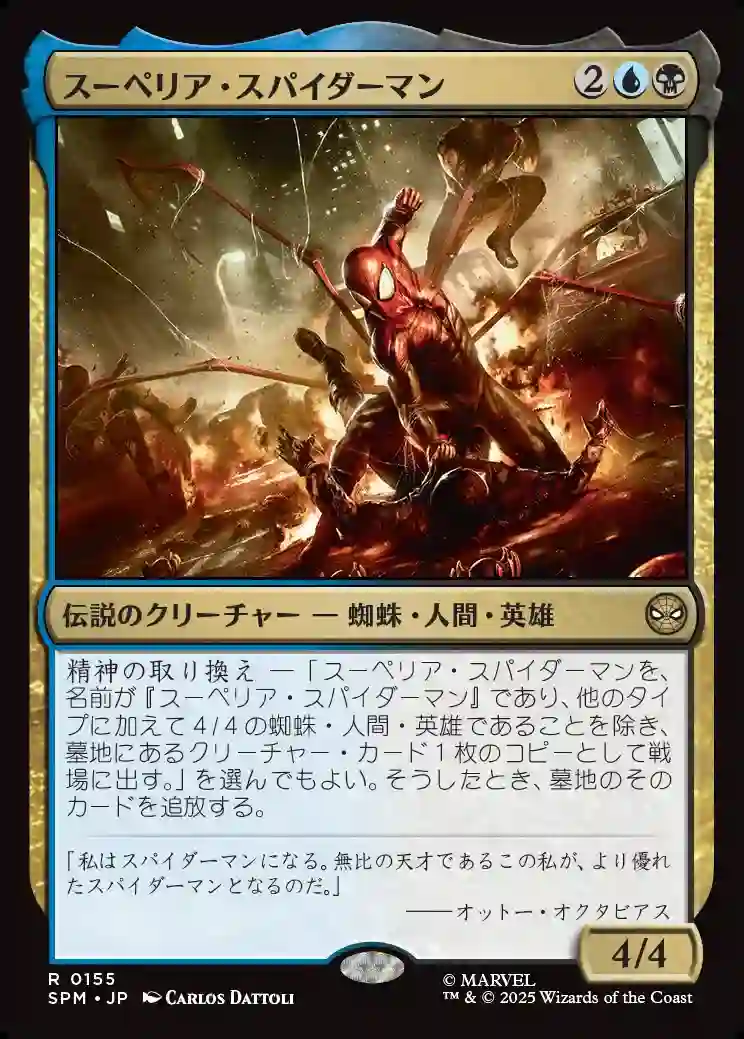 スーペリア・スパイダーマン 2
伝説のクリーチャー ― 蜘蛛・人間・英雄
精神の取り換え ―「スーペリア・スパイダーマンを、
名前が『スーペリア・スパイダーマン』であり、他のタイ
プに加えて4/4の蜘蛛・人間・英雄であることを除き、
墓地にあるクリーチャー・カード1枚のコピーとして戦
場に出す。」を選んでもよい。そうしたとき、墓地のその
カードを追放する。
「私はスパイダーマンになる。無比の天才であるこの私が、より優れ
たスパイダーマンとなるのだ。」
――オットー・オクタビアス
4/4
R 0155
SPM • JP CARLOS DATTOLI
© MARVEL
™ & © 2025 Wizards of the Coast